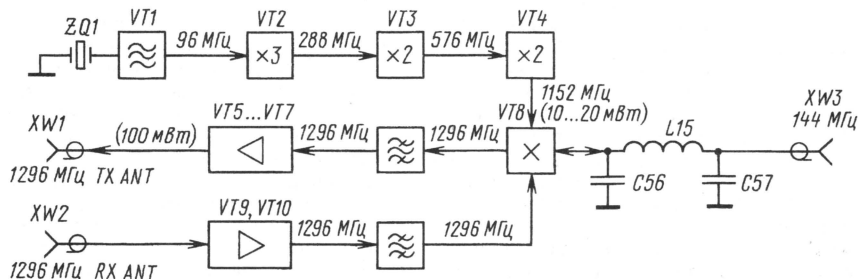 VT1 VT2 VT3 VT4
ZQ1
96 МГц 288 МГц 576 МГц
×3 ×2 ×2
1152 МГц
(10...20 мВт)
XW3
144 МГц
XW1 VT5...VT7 VT8 L15
(100 мВт) 1296 МГц 1296 МГц
×
1296 МГц TX ANT
C56 C57
XW2 VT9, VT10
1296 МГц 1296 МГц
1296 МГц RX ANT